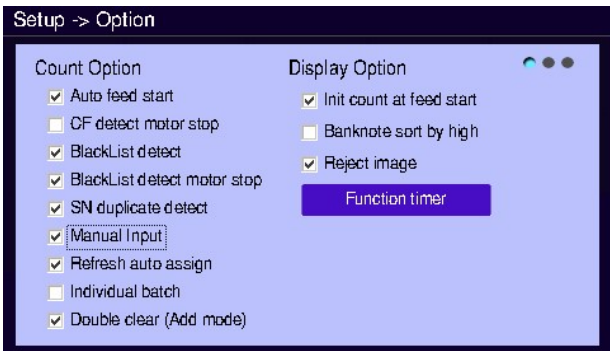 Setup -> Option
Count Option
Auto feed start
CF detect motor stop
BlackList detect
BlackList detect motor stop
SN duplicate detect
Manual Input
Refresh auto assign
Individual batch
Double clear (Add mode)
Display Option
Init count at feed start
Banknote sort by high
Reject image
Function timer